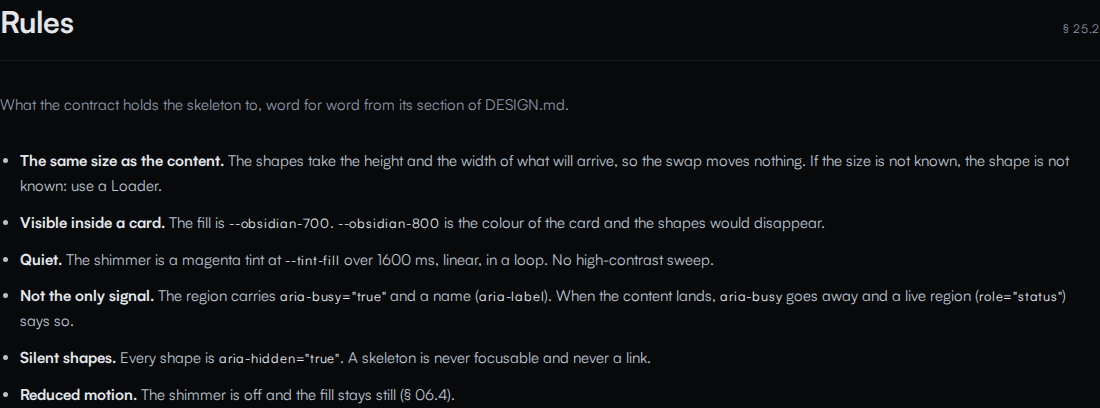 Rules
§ 25.2
What the contract holds the skeleton to, word for word from its section of DESIGN.md.
• The same size as the content. The shapes take the height and the width of what will arrive, so the swap moves nothing. If the size is not known, the shape is not
known: use a Loader.
• Visible inside a card. The fill is --obsidian-700. --obsidian-800 is the colour of the card and the shapes would disappear.
• Quiet. The shimmer is a magenta tint at --tint-fill over 1600 ms, linear, in a loop. No high-contrast sweep.
• Not the only signal. The region carries aria-busy="true" and a name (aria-label). When the content lands, aria-busy goes away and a live region (role="status")
says so.
• Silent shapes. Every shape is aria-hidden="true". A skeleton is never focusable and never a link.
• Reduced motion. The shimmer is off and the fill stays still (§ 06.4).